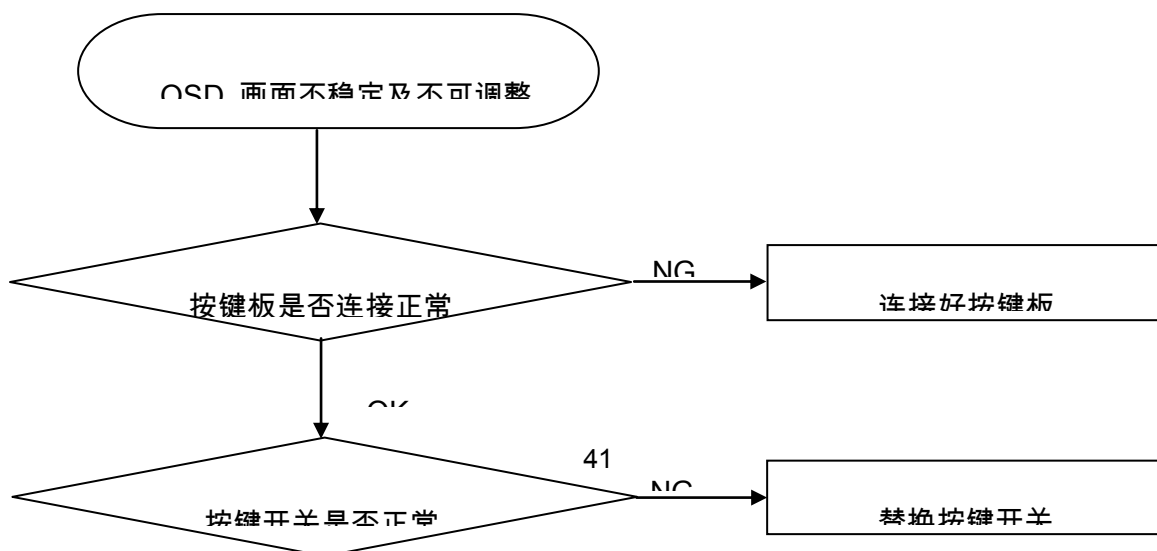 OSD 画面不稳定及不可调整
按键板是否连接正常
NG
连接好按键板
OK
41
按键开关是否正常
NG
替换按键开关